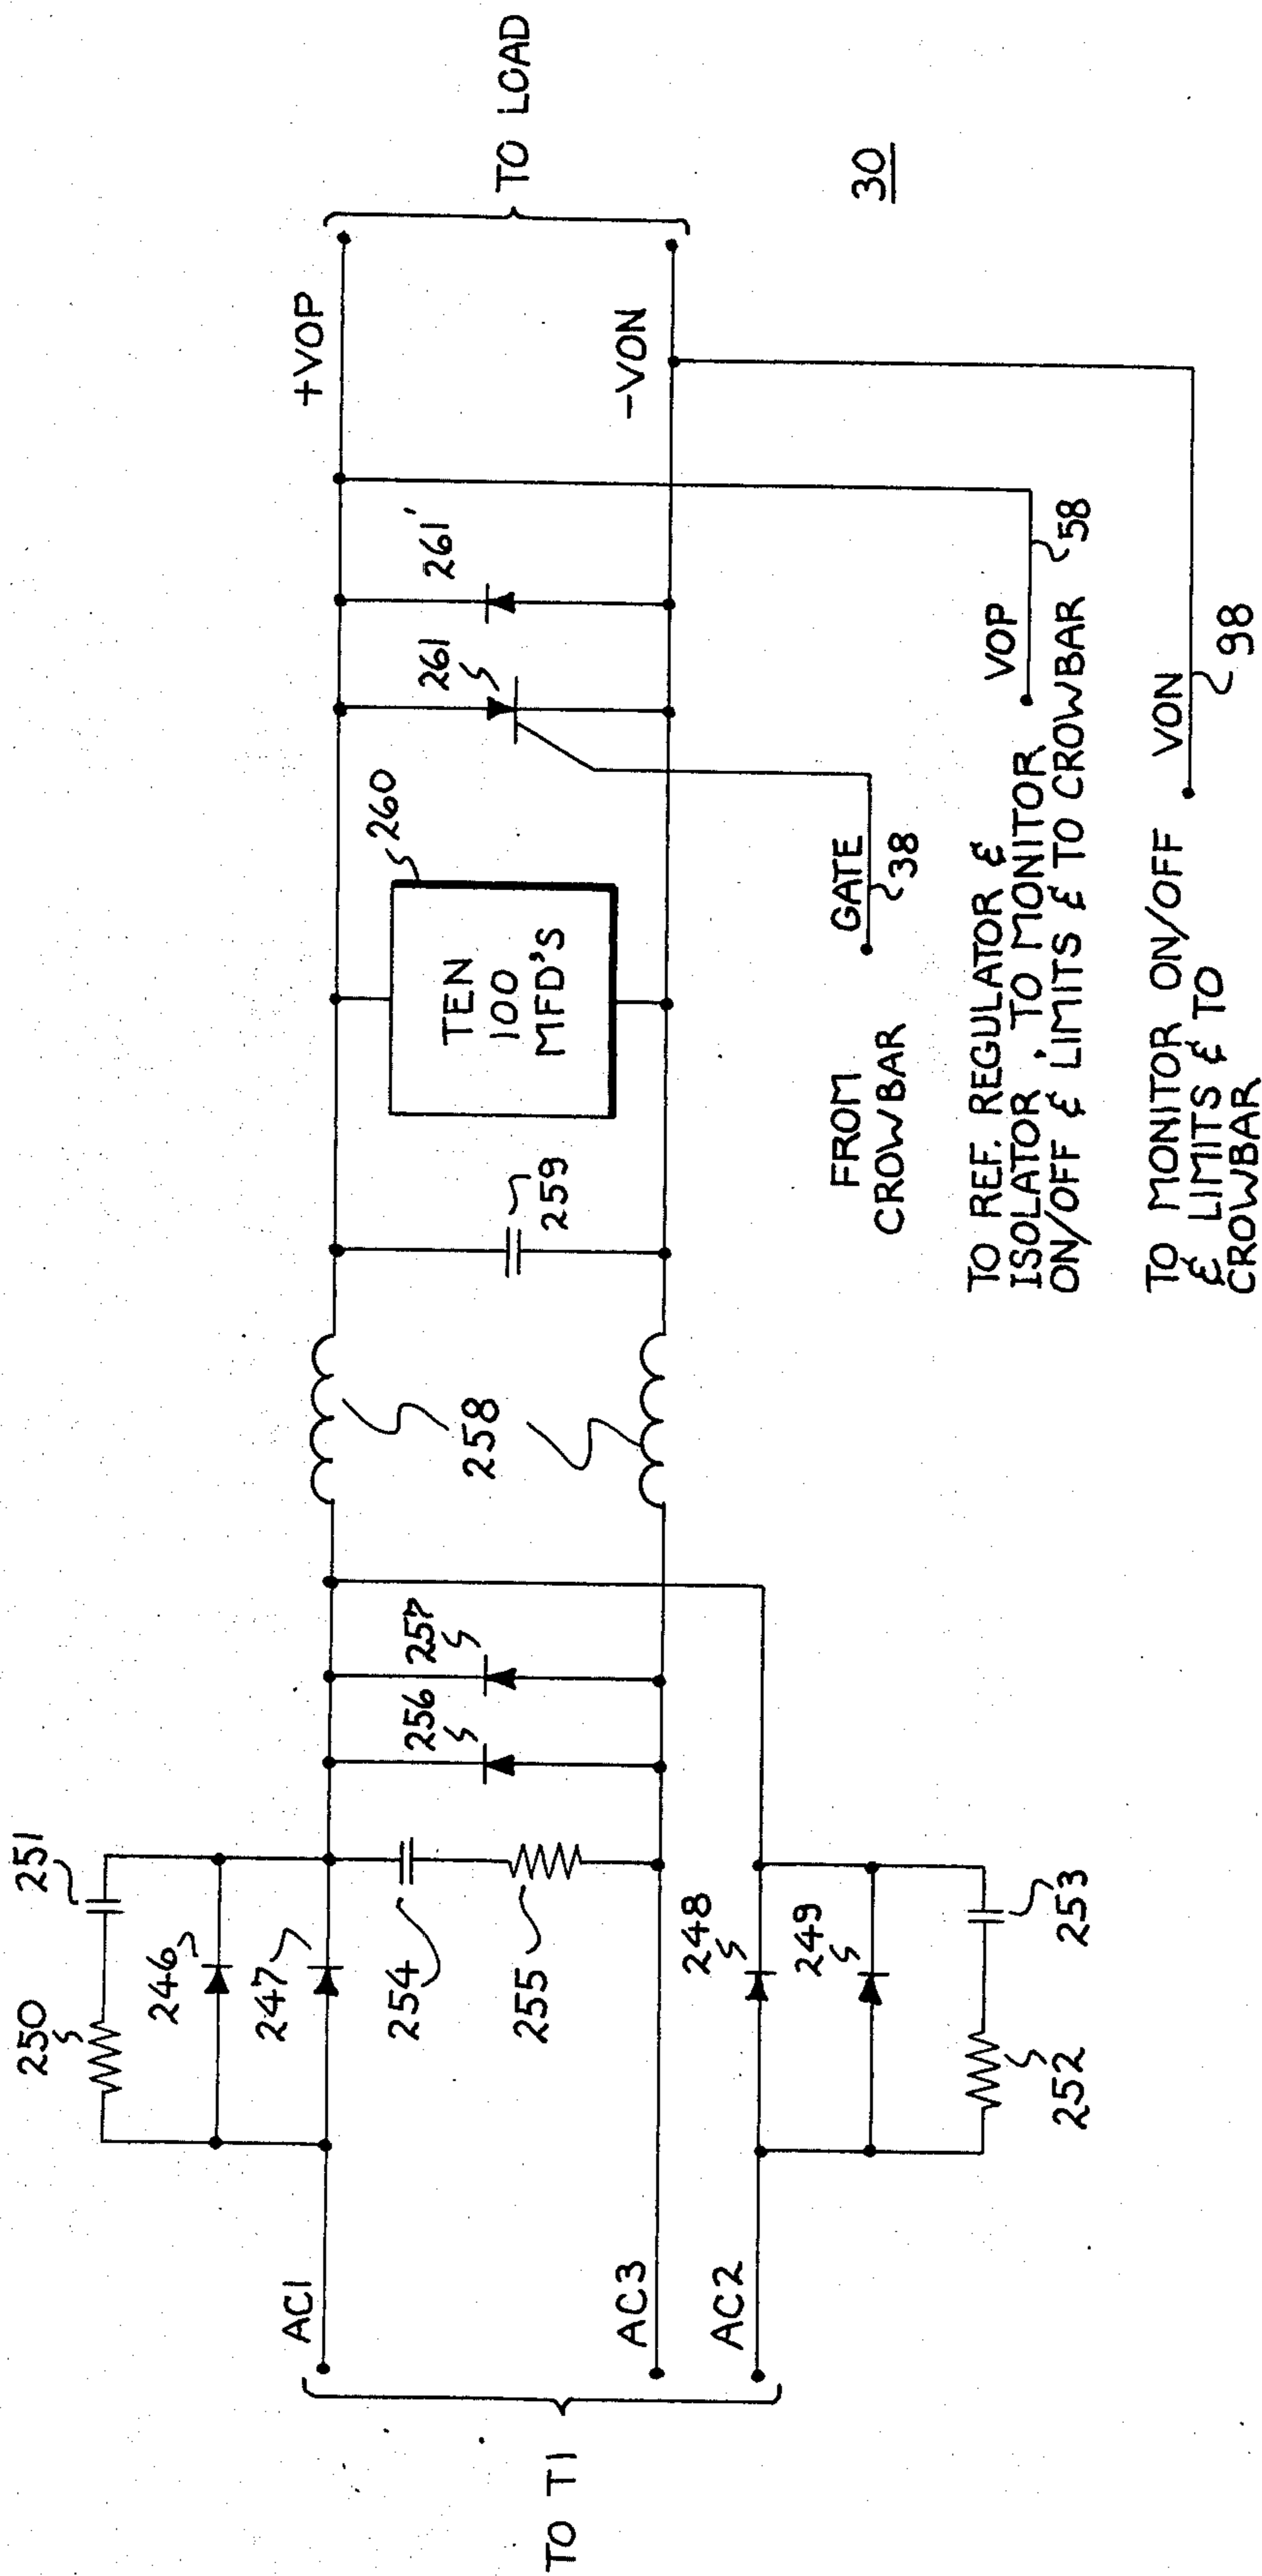 TO T1
AC1
AC3
AC2
250
251
246
247
254
255
248
249
252
253
256
257
258
259
260
TEN
100
MFD'S
261
261'
+VOP
-VON
TO LOAD
30
FROM
CROWBAR
GATE
38
TO REF. REGULATOR &
ISOLATOR, TO MONITOR
ON/OFF & LIMITS & TO CROWBAR
VOP
58
TO MONITOR ON/OFF
& LIMITS & TO
CROWBAR
VON
98